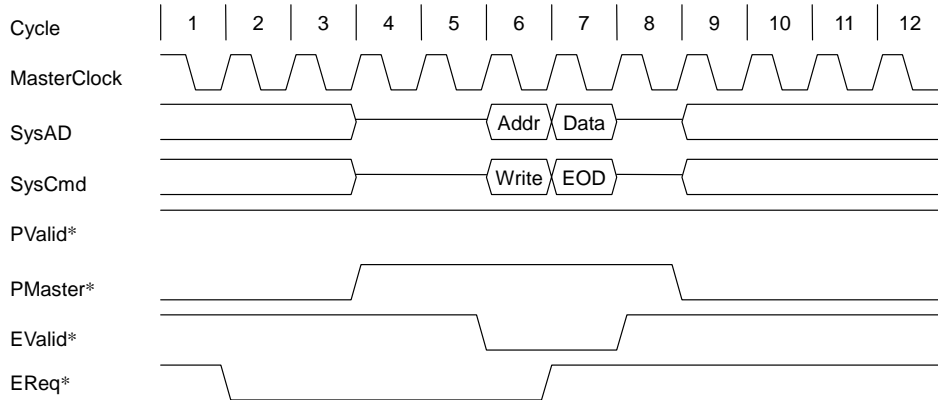 Cycle 1 2 3 4 5 6 7 8 9 10 11 12
MasterClock
SysAD Addr Data
SysCmd Write EOD
PValid*
PMaster*
EValid*
EReq*